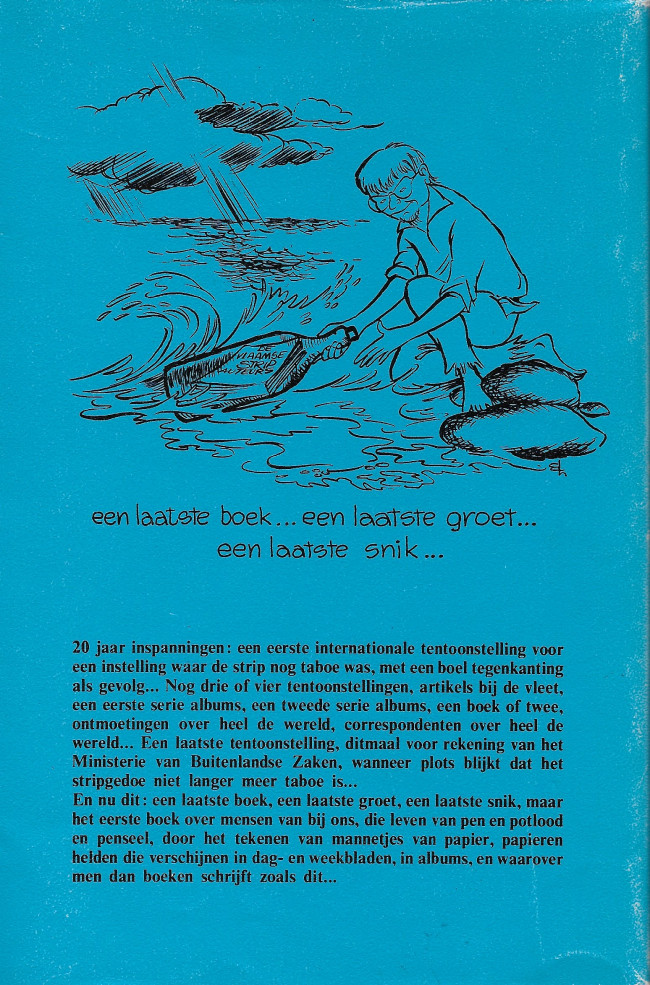 DE
VLAAMSE
STRIP
AUTEURS
een laatste boek... een laatste groet...
een laatste snik...
20 jaar inspanningen: een eerste internationale tentoonstelling voor
een instelling waar de strip nog taboe was, met een boel tegenkanting
als gevolg... Nog drie of vier tentoonstellingen, artikels bij de vleet,
een eerste serie albums, een tweede serie albums, een boek of twee,
ontmoetingen over heel de wereld, correspondenten over heel de
wereld... Een laatste tentoonstelling, ditmaal voor rekening van het
Ministerie van Buitenlandse Zaken, wanneer plots blijkt dat het
stripgedoe niet langer meer taboe is...
En nu dit: een laatste boek, een laatste groet, een laatste snik, maar
het eerste boek over mensen van bij ons, die leven van pen en potlood
en penseel, door het tekenen van mannetjes van papier, papieren
helden die verschijnen in dag- en weekbladen, in albums, en waarover
men dan boeken schrijft zoals dit...